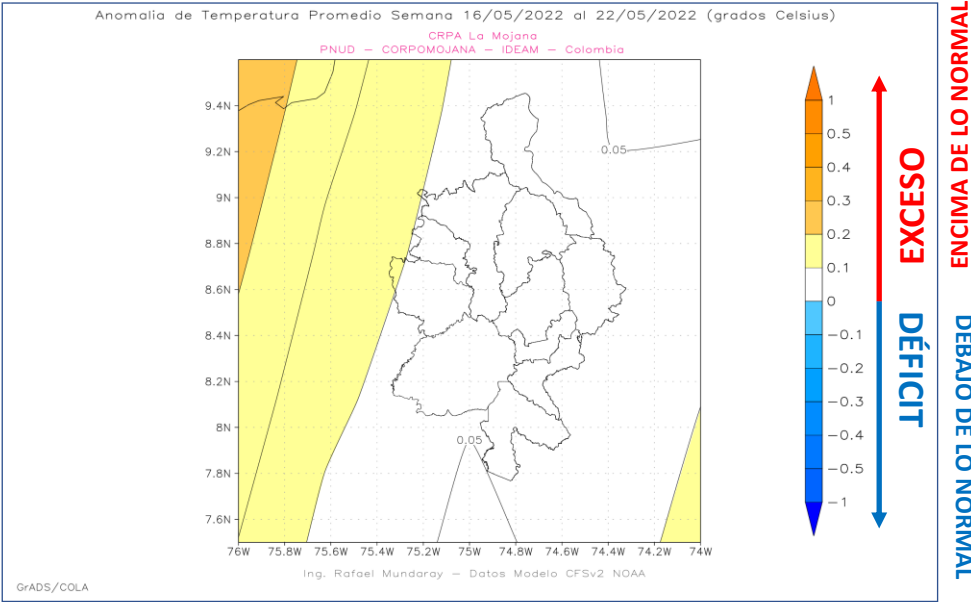 Anomalia de Temperatura Promedio Semana 16/05/2022 al 22/05/2022 (grados Celsius)
CRPA La Mojana
PNUD — CORPOMOJANA — IDEAM — Colombia
9.4N
9.2N
9N
8.8N
8.6N
8.4N
8.2N
8N
7.8N
7.6N
0.05
0.05
76W 75.8W 75.6W 75.4W 75.2W 75W 74.8W 74.6W 74.4W 74.2W 74W
Ing. Rafael Mundaray — Datos Modelo CFSv2 NOAA
GrADS/COLA
1
0.5
0.4
0.3
0.2
0.1
0
−0.1
−0.2
−0.3
−0.4
−0.5
−1
EXCESO
DÉFICIT
ENCIMA DE LO NORMAL
DEBAJO DE LO NORMAL